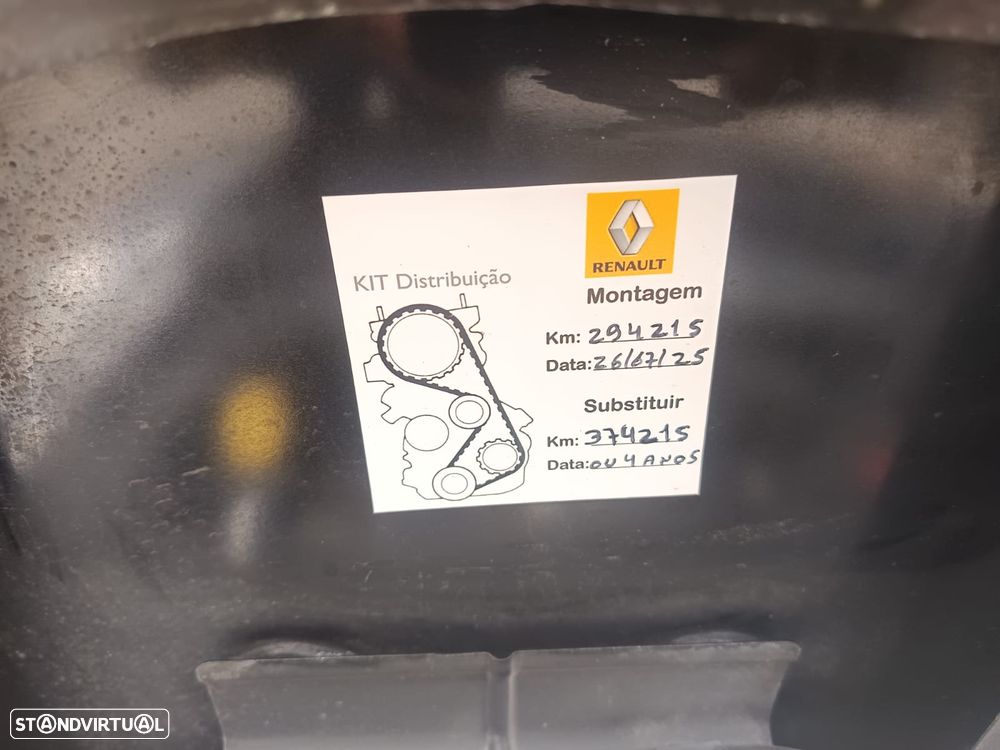 RENAULT
KIT Distribuição
Montagem
Km: 294215
Data: 26/07/25
Substituir
Km: 374215
Data: OU 4 ANOS
STANDVIRTUAL